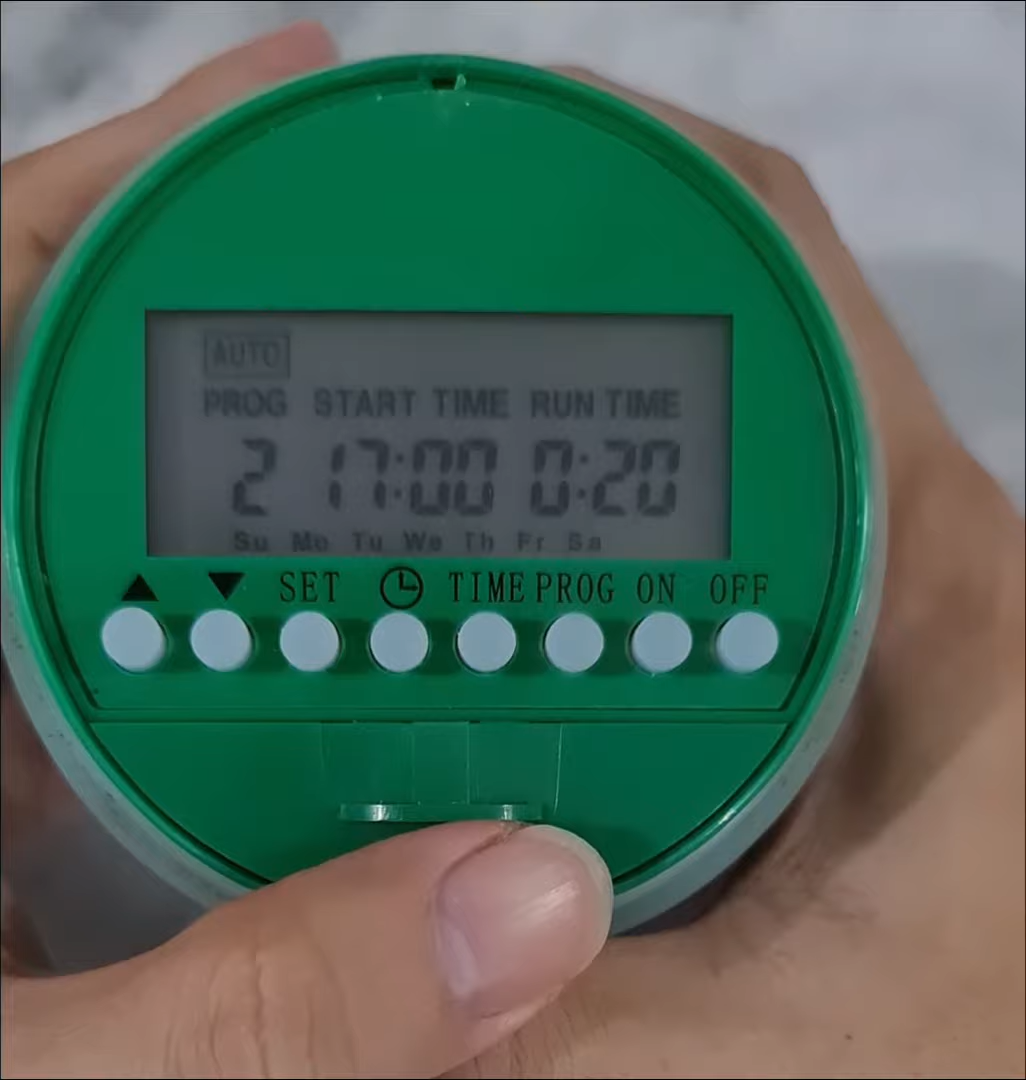 AUTO
PROG START TIME RUN TIME
2 17:00 0:20
Su Mo Tu We Th Fr Sa
▲ ▼ SET TIME PROG ON OFF